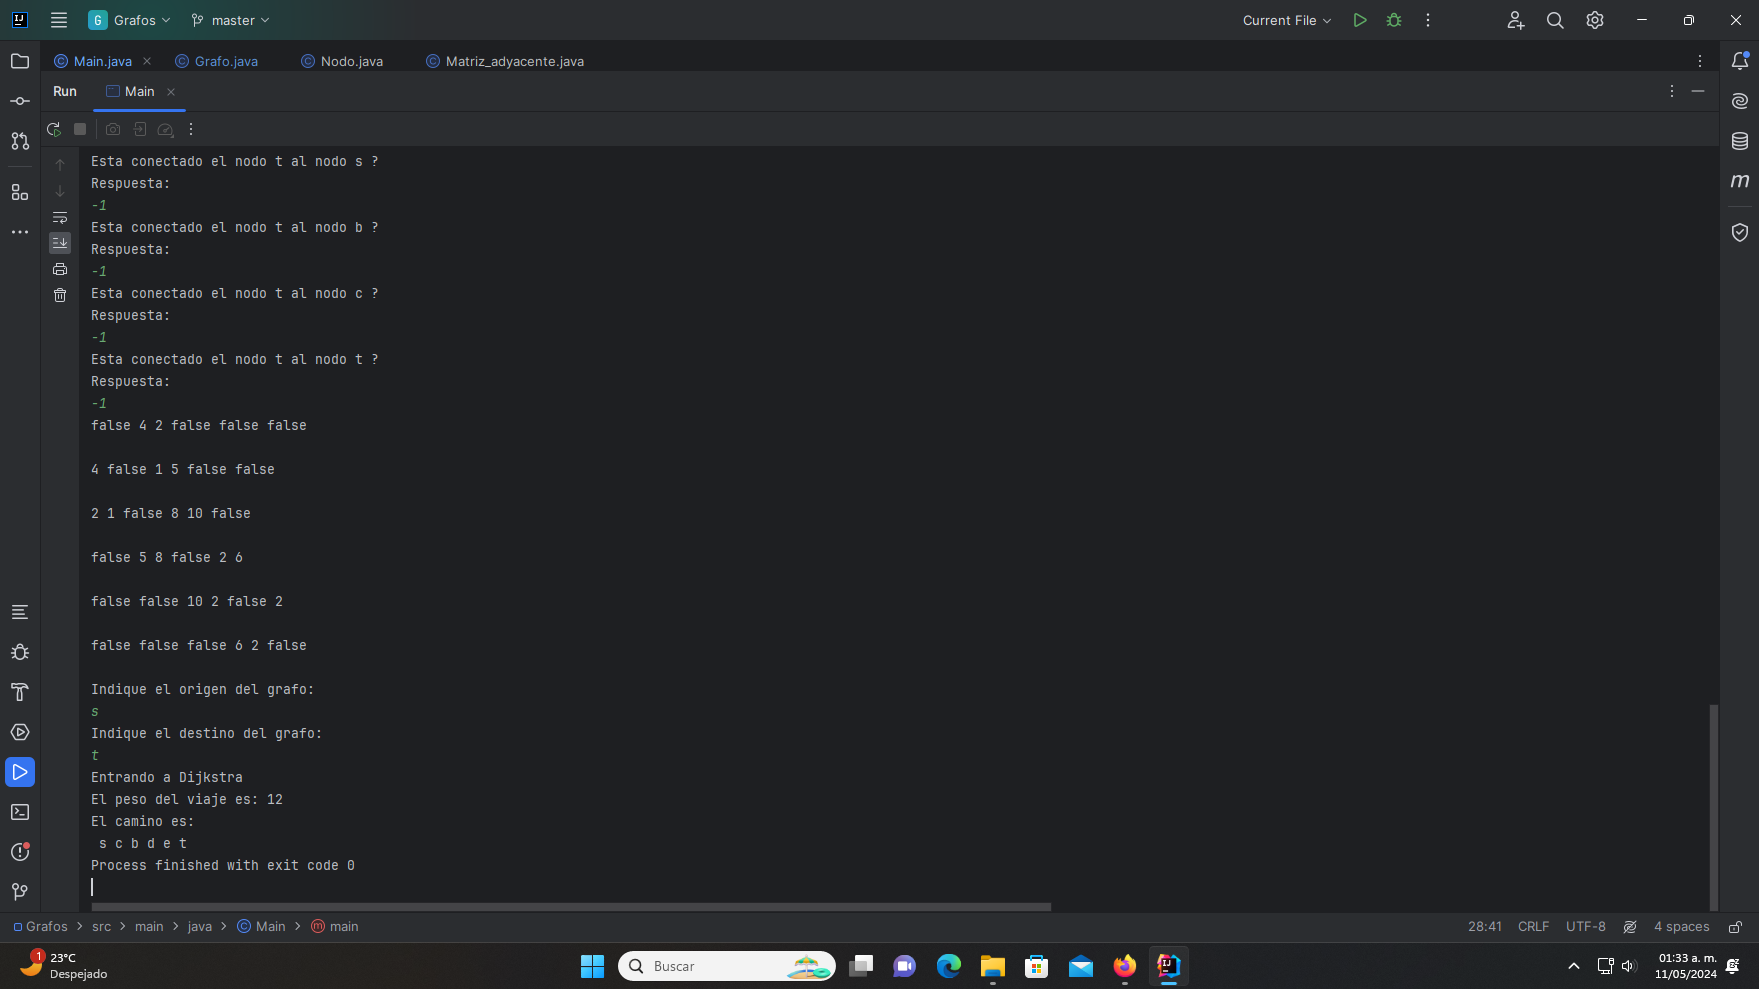 G Grafos master Current File
Main.java Grafo.java Nodo.java Matriz_adyacente.java
Run Main
Esta conectado el nodo t al nodo s ?
Respuesta:
-1
Esta conectado el nodo t al nodo b ?
Respuesta:
-1
Esta conectado el nodo t al nodo c ?
Respuesta:
-1
Esta conectado el nodo t al nodo t ?
Respuesta:
-1
false 4 2 false false false
4 false 1 5 false false
2 1 false 8 10 false
false 5 8 false 2 6
false false 10 2 false 2
false false false 6 2 false
Indique el origen del grafo:
s
Indique el destino del grafo:
t
Entrando a Dijkstra
El peso del viaje es: 12
El camino es:
s c b d e t
Process finished with exit code 0
Grafos > src > main > java > Main > main 28:41 CRLF UTF-8 4 spaces
1 23°C
Despejado
Buscar
01:33 a. m.
11/05/2024